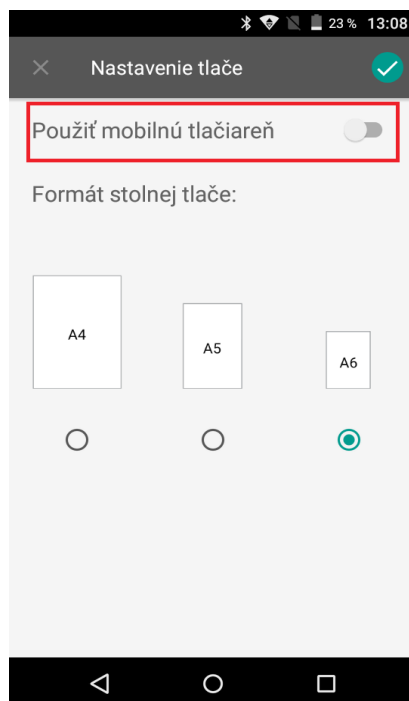 23 % 13:08
Nastavenie tlače
Použiť mobilnú tlačiareň
Formát stolnej tlače:
A4
A5
A6